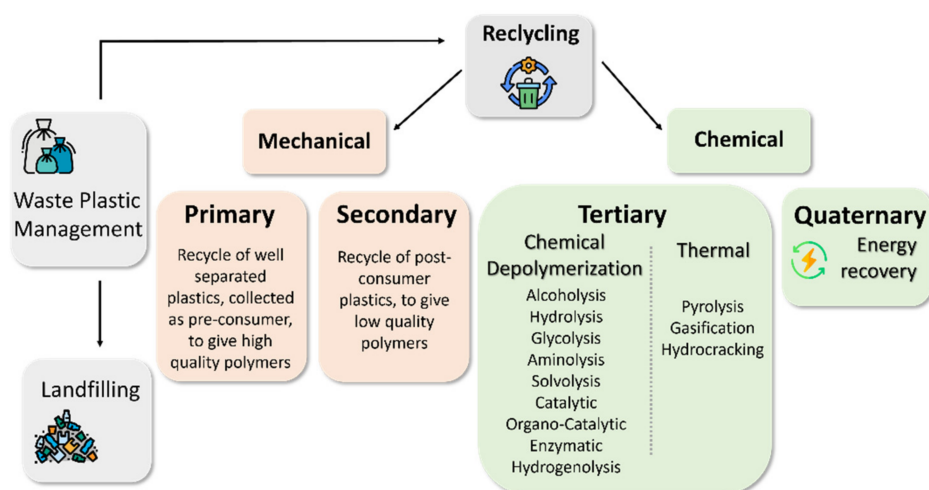 Reclycling
Mechanical
Chemical
Waste Plastic
Management
Landfilling
Primary
Recycle of well
separated
plastics, collected
as pre-consumer,
to give high
quality polymers
Secondary
Recycle of post-
consumer
plastics, to give
low quality
polymers
Tertiary
Chemical
Depolymerization
Alcoholysis
Hydrolysis
Glycolysis
Aminolysis
Solvolysis
Catalytic
Organo-Catalytic
Enzymatic
Hydrogenolysis
Thermal
Pyrolysis
Gasification
Hydrocracking
Quaternary
Energy
recovery